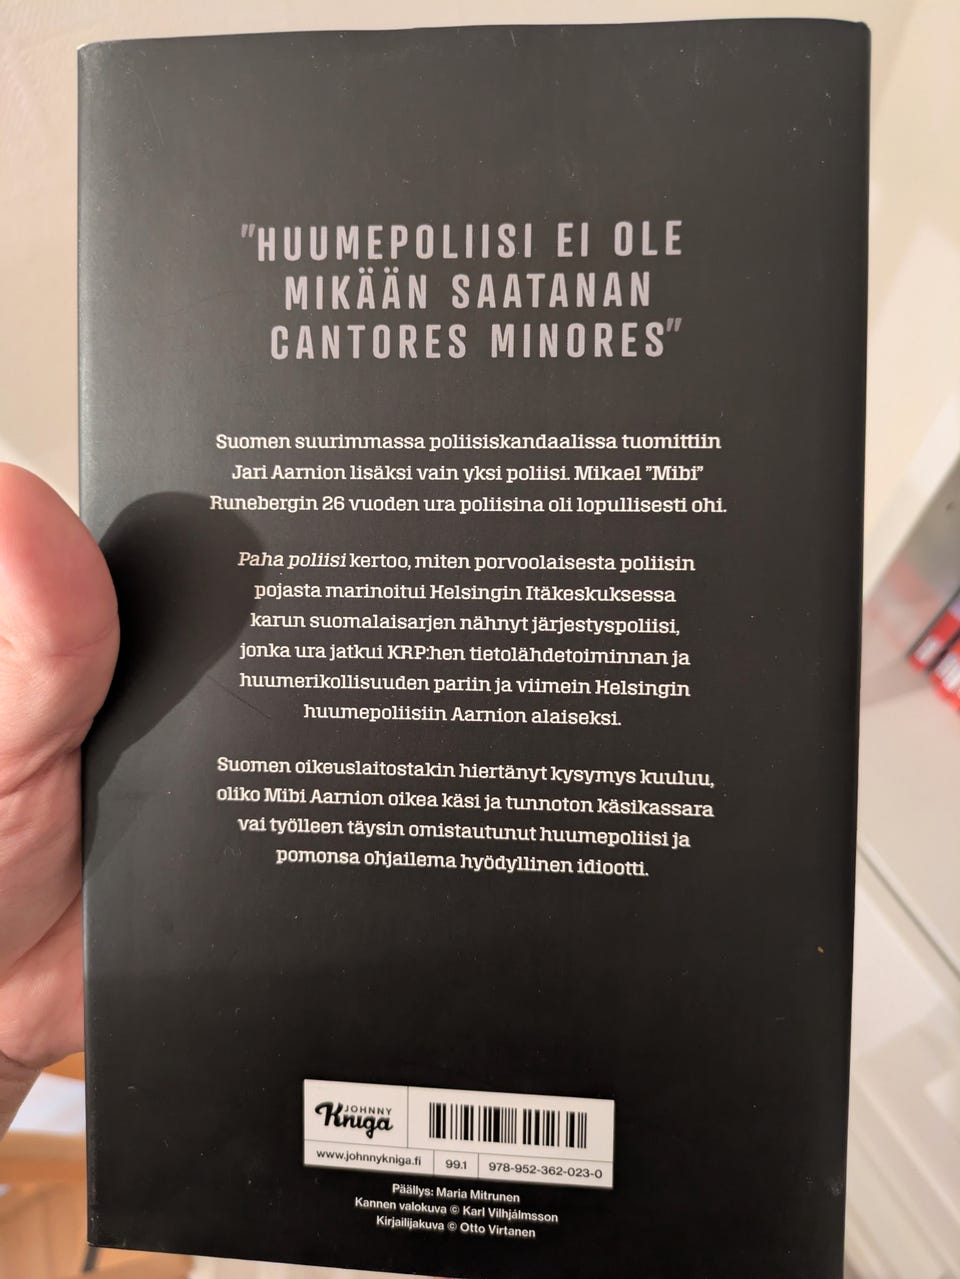 "HUUMEPOLIISI EI OLE
MIKÄÄN SAATANAN
CANTORES MINORES"
Suomen suurimmassa poliisiskandaalissa tuomittiin
Jari Aarnion lisäksi vain yksi poliisi. Mikael ”Mibi”
Runebergin 26 vuoden ura poliisina oli lopullisesti ohi.
Paha poliisi kertoo, miten porvoolaisesta poliisin
pojasta marinoitui Helsingin Itäkeskuksessa
karun suomalaisarjen nähnyt järjestyspoliisi,
jonka ura jatkui KRP:hen tietolähdetoiminnan ja
huumerikollisuuden pariin ja viimein Helsingin
huumepoliisiin Aarnion alaiseksi.
Suomen oikeuslaitostakin hiertänyt kysymys kuuluu,
oliko Mibi Aarnion oikea käsi ja tunnoton käsikassara
vai työlleen täysin omistautunut huumepoliisi ja
pomonsa ohjailema hyödyllinen idiootti.
JOHNNY
Kniga
www.johnnykniga.fi 99.1 978-952-362-023-0
Päällys: Maria Mitrunen
Kannen valokuva © Karl Vilhjálmsson
Kirjailijakuva © Otto Virtanen